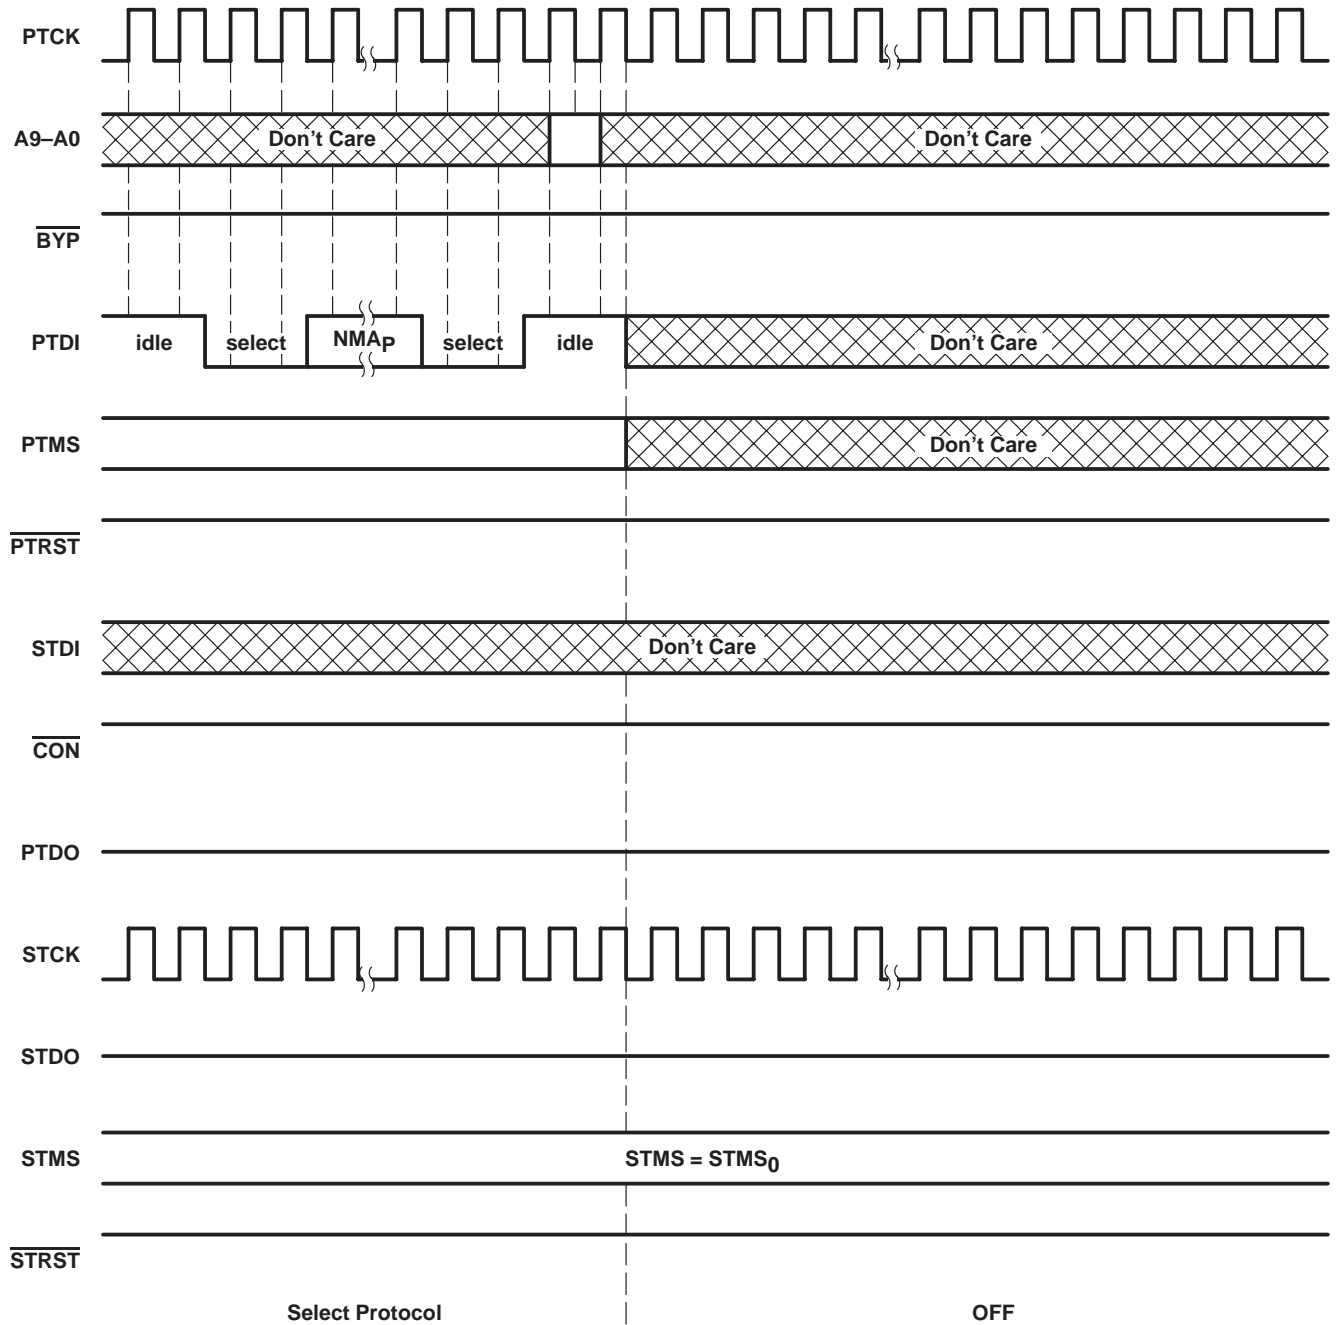 PTCK
A9–A0 Don't Care Don't Care
BYP
PTDI idle select NMAP select idle Don't Care
PTMS Don't Care
PTRST
STDI Don't Care
CON
PTDO
STCK
STDO
STMS STMS = STMS0
STRST
Select Protocol OFF